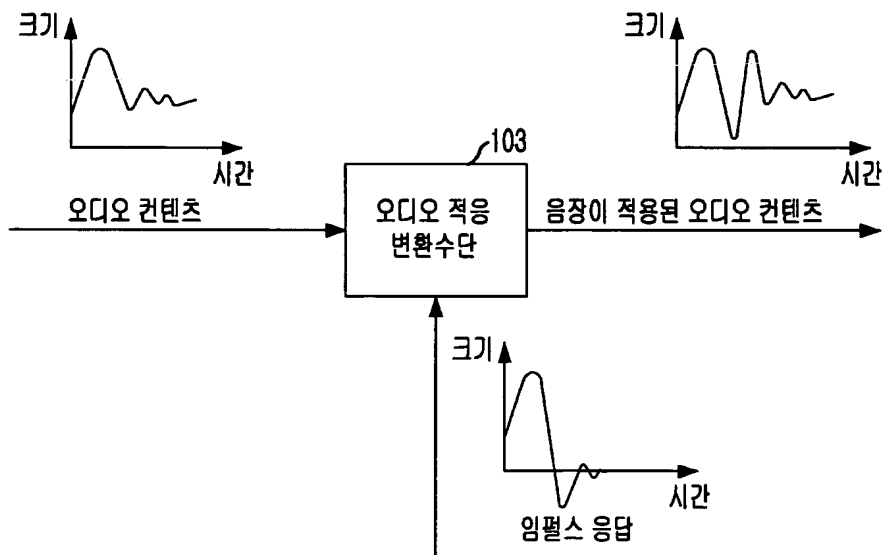 크기
시간
크기
시간
103
오디오 컨텐츠
오디오 적응
변환수단
음장이 적용된 오디오 컨텐츠
크기
시간
임펄스 응답